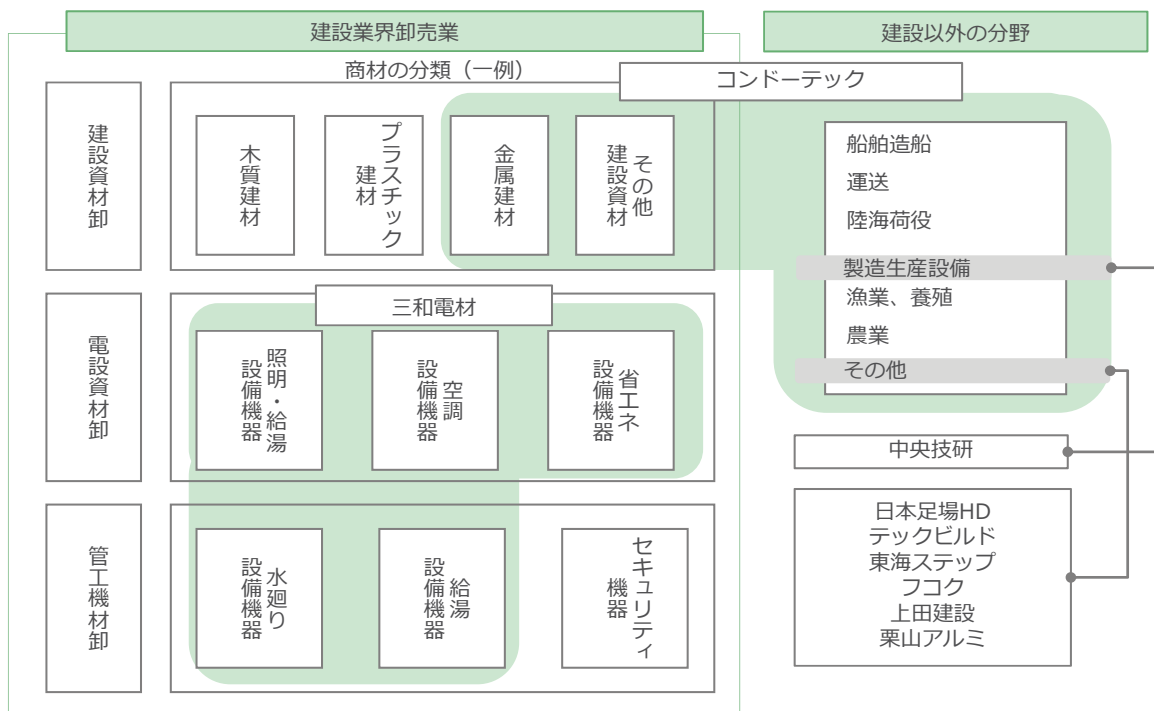 建設業界卸売業
建設以外の分野
商材の分類（一例）
コンドーテック
建設資材卸
木質建材
プラスチック
建材
金属建材
その他
建設資材
船舶造船
運送
陸海荷役
製造生産設備
漁業、養殖
農業
その他
電設資材卸
三和電材
照明・給湯
設備機器
空調
設備機器
省エネ
設備機器
中央技研
日本足場HD
テックビルド
東海ステップ
フコク
上田建設
栗山アルミ
管工機材卸
水廻り
設備機器
給湯
設備機器
セキュリティ
機器